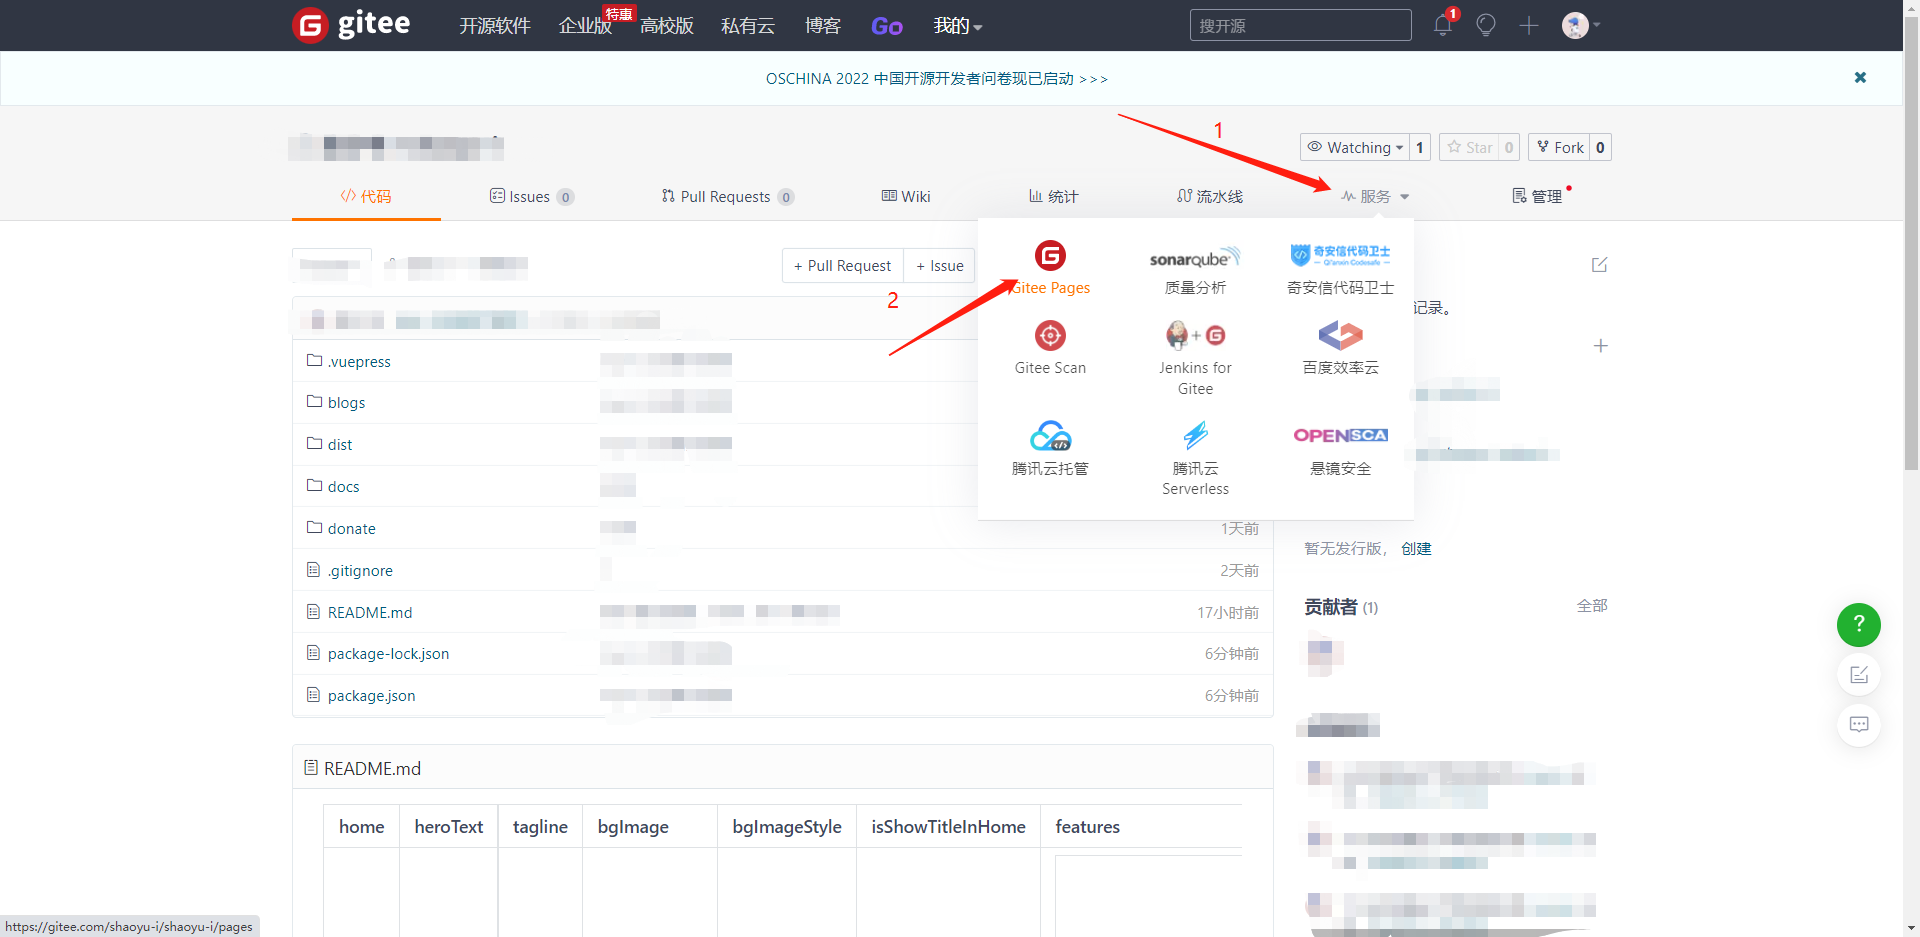 gitee
开源软件 企业版 特惠 高校版 私有云 博客 Go 我的
搜开源
1
OSCHINA 2022 中国开源开发者问卷现已启动 >>>
1
Watching 1
Star 0
Fork 0
代码
Issues 0
Pull Requests 0
Wiki
统计
流水线
服务
管理
+ Pull Request
+ Issue
2
Gitee Pages
sonarqube
质量分析
奇安信代码卫士
Qi'anxin Codesafe
奇安信代码卫士
记录。
Gitee Scan
Jenkins for
Gitee
百度效率云
腾讯云托管
腾讯云
Serverless
OPENSCA
悬镜安全
.vuepress
blogs
dist
docs
donate
1天前
.gitignore
2天前
README.md
17小时前
package-lock.json
6分钟前
package.json
6分钟前
暂无发行版， 创建
贡献者 (1)
全部
?
README.md
home heroText tagline bgImage bgImageStyle isShowTitleInHome features
https://gitee.com/shaoyu-i/shaoyu-i/pages